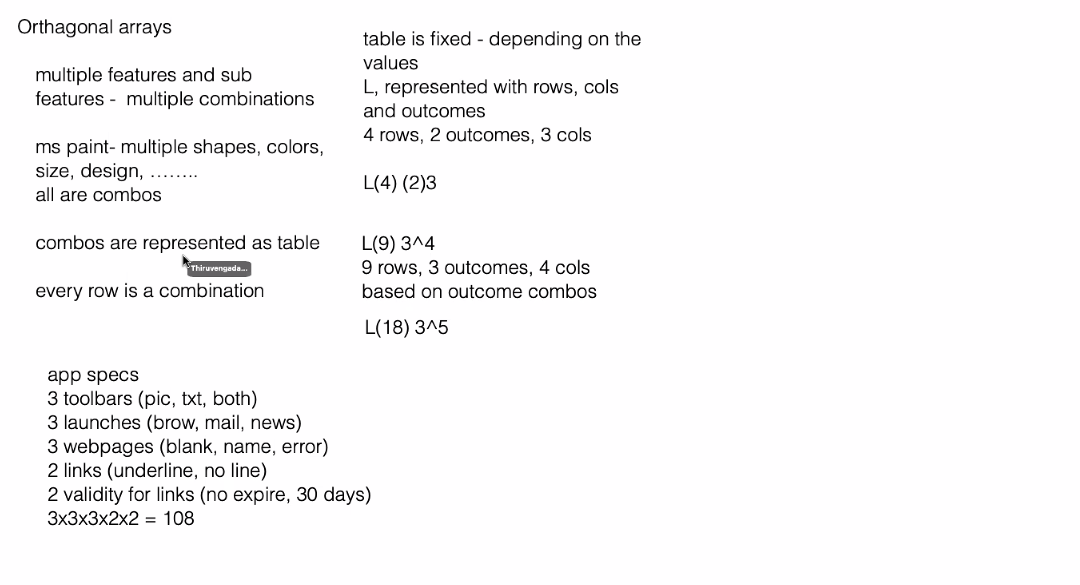 Orthagonal arrays
multiple features and sub
features -  multiple combinations
ms paint- multiple shapes, colors,
size, design, ........
all are combos
combos are represented as table
Thiruvengada...
every row is a combination
table is fixed - depending on the
values
L, represented with rows, cols
and outcomes
4 rows, 2 outcomes, 3 cols
L(4) (2)3
L(9) 3^4
9 rows, 3 outcomes, 4 cols
based on outcome combos
L(18) 3^5
app specs
3 toolbars (pic, txt, both)
3 launches (brow, mail, news)
3 webpages (blank, name, error)
2 links (underline, no line)
2 validity for links (no expire, 30 days)
3x3x3x2x2 = 108